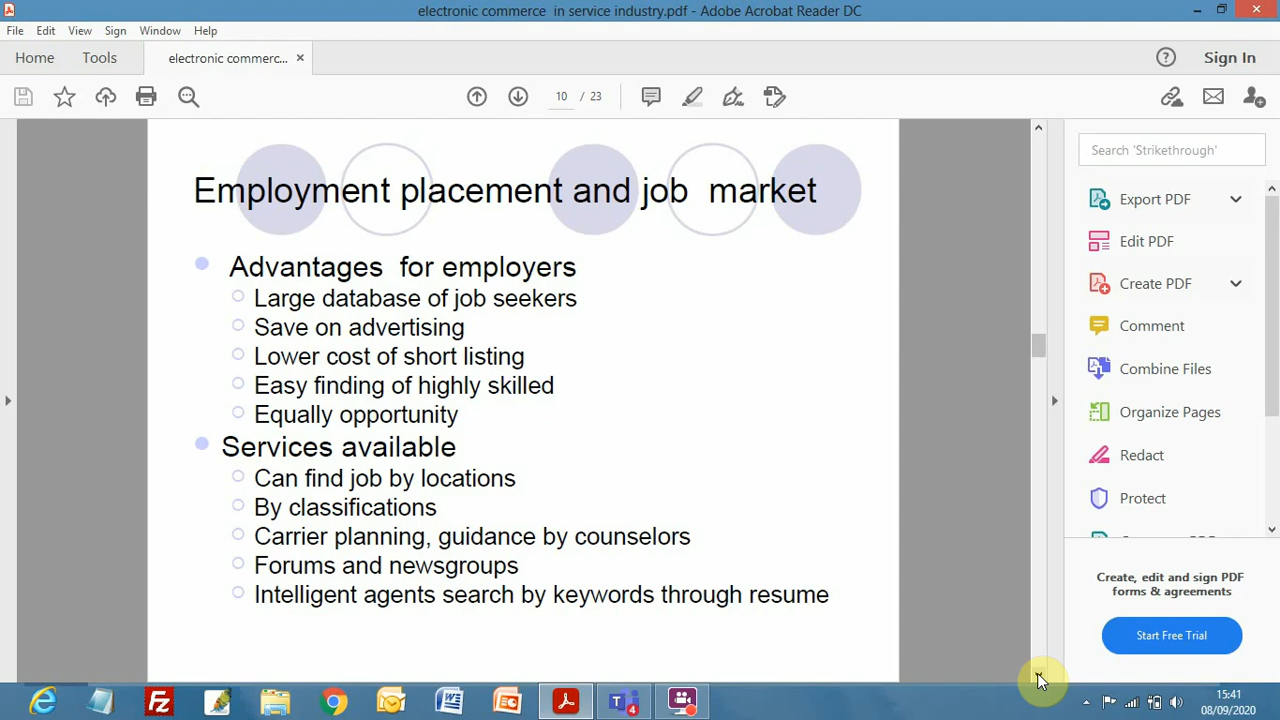 electronic commerce  in service industry.pdf - Adobe Acrobat Reader DC
File Edit View Sign Window Help
Home Tools electronic commerc... × Sign In
10 / 23
Search 'Strikethrough'
Employment placement and job  market
Advantages  for employers
Large database of job seekers
Save on advertising
Lower cost of short listing
Easy finding of highly skilled
Equally opportunity
Services available
Can find job by locations
By classifications
Carrier planning, guidance by counselors
Forums and newsgroups
Intelligent agents search by keywords through resume
Export PDF
Edit PDF
Create PDF
Comment
Combine Files
Organize Pages
Redact
Protect
Create, edit and sign PDF
forms & agreements
Start Free Trial
4
15:41
08/09/2020